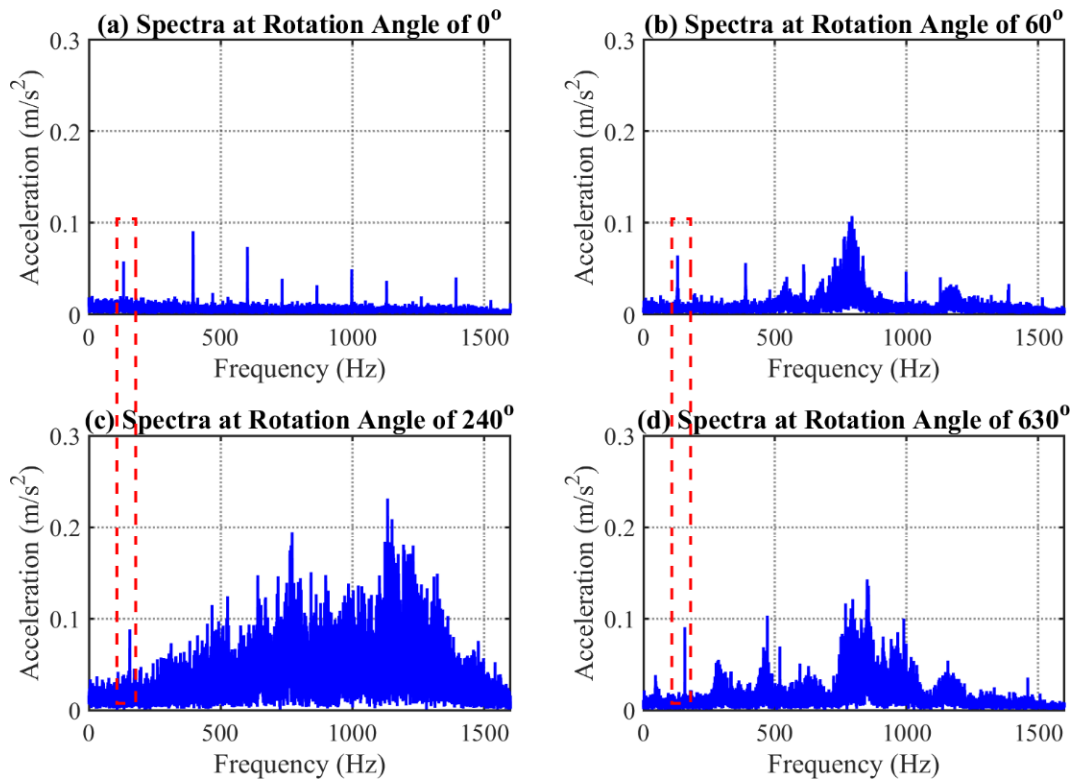 (a) Spectra at Rotation Angle of 0°
0.3
0.2
0.1
0
Acceleration (m/s²)
0 500 1000 1500
Frequency (Hz)
(b) Spectra at Rotation Angle of 60°
0.3
0.2
0.1
0
Acceleration (m/s²)
0 500 1000 1500
Frequency (Hz)
(c) Spectra at Rotation Angle of 240°
0.3
0.2
0.1
0
Acceleration (m/s²)
0 500 1000 1500
Frequency (Hz)
(d) Spectra at Rotation Angle of 630°
0.3
0.2
0.1
0
Acceleration (m/s²)
0 500 1000 1500
Frequency (Hz)